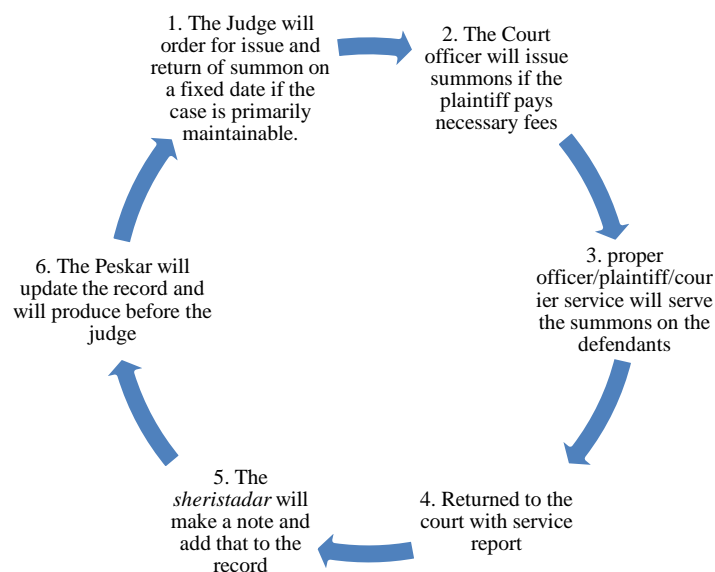 1. The Judge will
order for issue and
return of summon on
a fixed date if the
case is primarily
maintainable.
2. The Court
officer will issue
summons if the
plaintiff pays
necessary fees
3. proper
officer/plaintiff/cour
ier service will serve
the summons on the
defendants
4. Returned to the
court with service
report
5. The
sheristadar will
make a note and
add that to the
record
6. The Peskar will
update the record and
will produce before the
judge